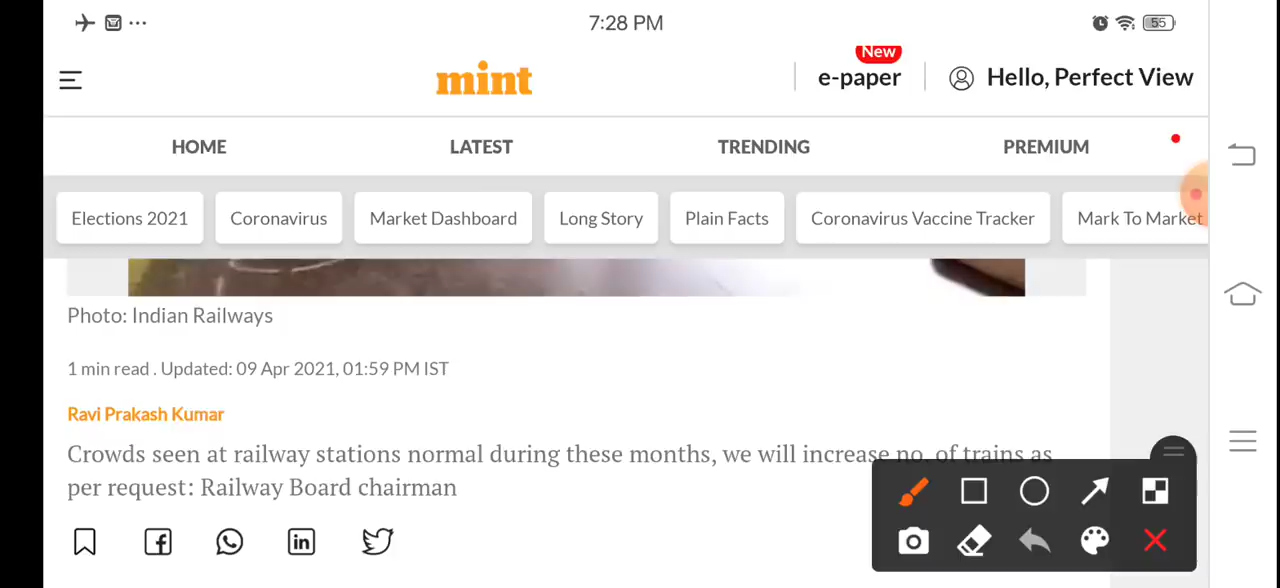 7:28 PM
55
mint
New
e-paper
Hello, Perfect View
HOME LATEST TRENDING PREMIUM
Elections 2021 Coronavirus Market Dashboard Long Story Plain Facts Coronavirus Vaccine Tracker Mark To Market
Photo: Indian Railways
1 min read . Updated: 09 Apr 2021, 01:59 PM IST
Ravi Prakash Kumar
Crowds seen at railway stations normal during these months, we will increase no. of trains as
per request: Railway Board chairman